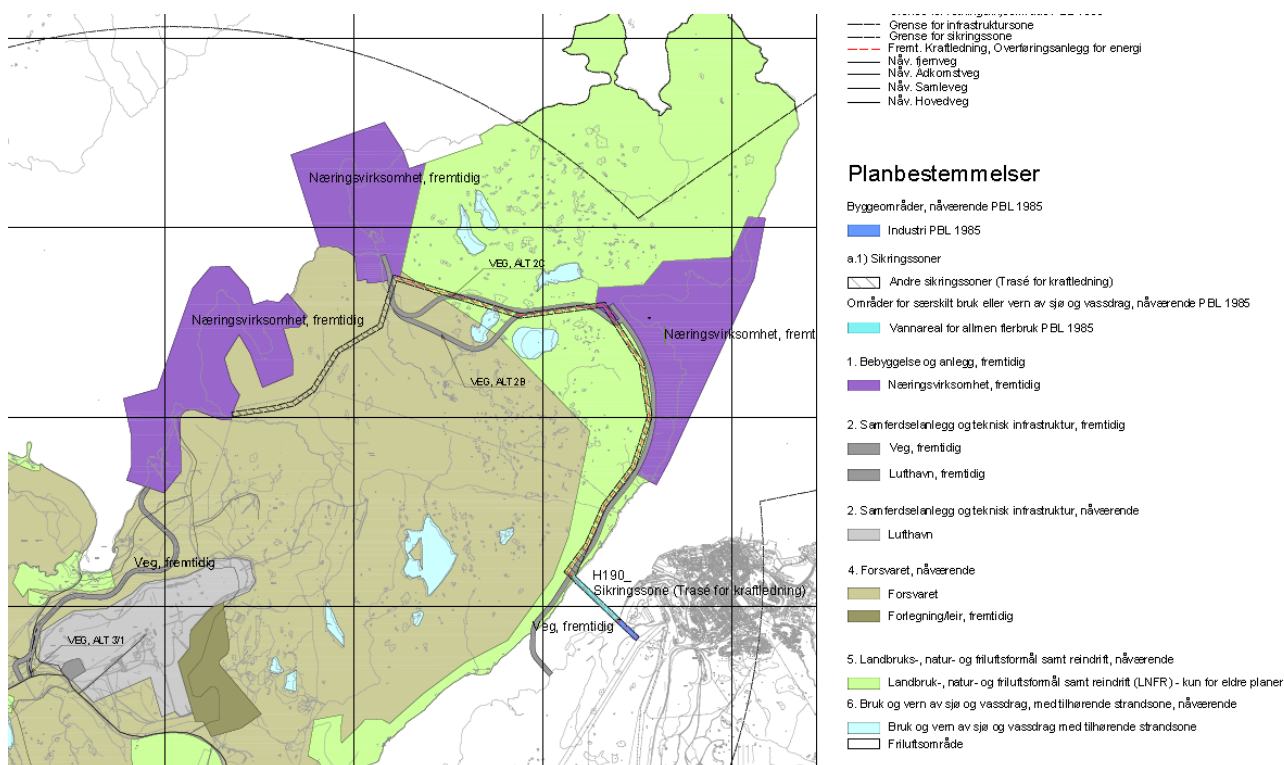 Næringsvirksomhet, fremtidig
VEG, ALT 2C
Næringsvirksomhet, fremtidig
Næringsvirksomhet, fremt
VEG, ALT 2B
Veg, fremtidig
H190_
Sikringssone (Trasé for kraftledning)
Veg, fremtidig
VEG, ALT 3/1
Grense for infrastruktursone
Grense for sikringssone
Fremt. Kraftledning, Overføringsanlegg for energi
Nåv. fjernveg
Nåv. Adkomstveg
Nåv. Samleveg
Nåv. Hovedveg
Planbestemmelser
Byggeområder, nåværende PBL 1985
Industri PBL 1985
a.1) Sikringssoner
Andre sikringssoner (Trasé for kraftledning)
Områder for særskilt bruk eller vern av sjø og vassdrag, nåværende PBL 1985
Vannareal for allmen flerbruk PBL 1985
1. Bebyggelse og anlegg, fremtidig
Næringsvirksomhet, fremtidig
2. Samferdselanlegg og teknisk infrastruktur, fremtidig
Veg, fremtidig
Lufthavn, fremtidig
2. Samferdselanlegg og teknisk infrastruktur, nåværende
Lufthavn
4. Forsvaret, nåværende
Forsvaret
Forlegning/leir, fremtidig
5. Landbruks-, natur- og friluftsformål samt reindrift, nåværende
Landbruk-, natur- og friluftsformål samt reindrift (LNFR) - kun for eldre planer
6. Bruk og vern av sjø og vassdrag, med tilhørende strandsone, nåværende
Bruk og vern av sjø og vassdrag med tilhørende strandsone
Friluftsområde